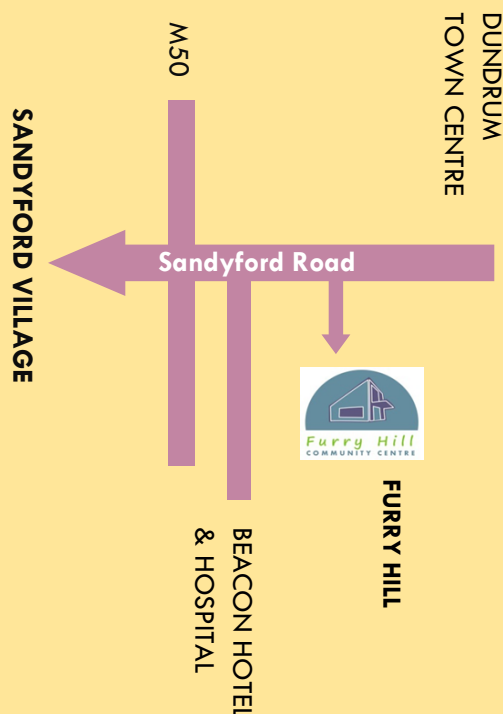 DUNDRUM
TOWN CENTRE
M50
SANDYFORD VILLAGE
Sandyford Road
Furry Hill
COMMUNITY CENTRE
FURRY HILL
BEACON HOTEL
& HOSPITAL